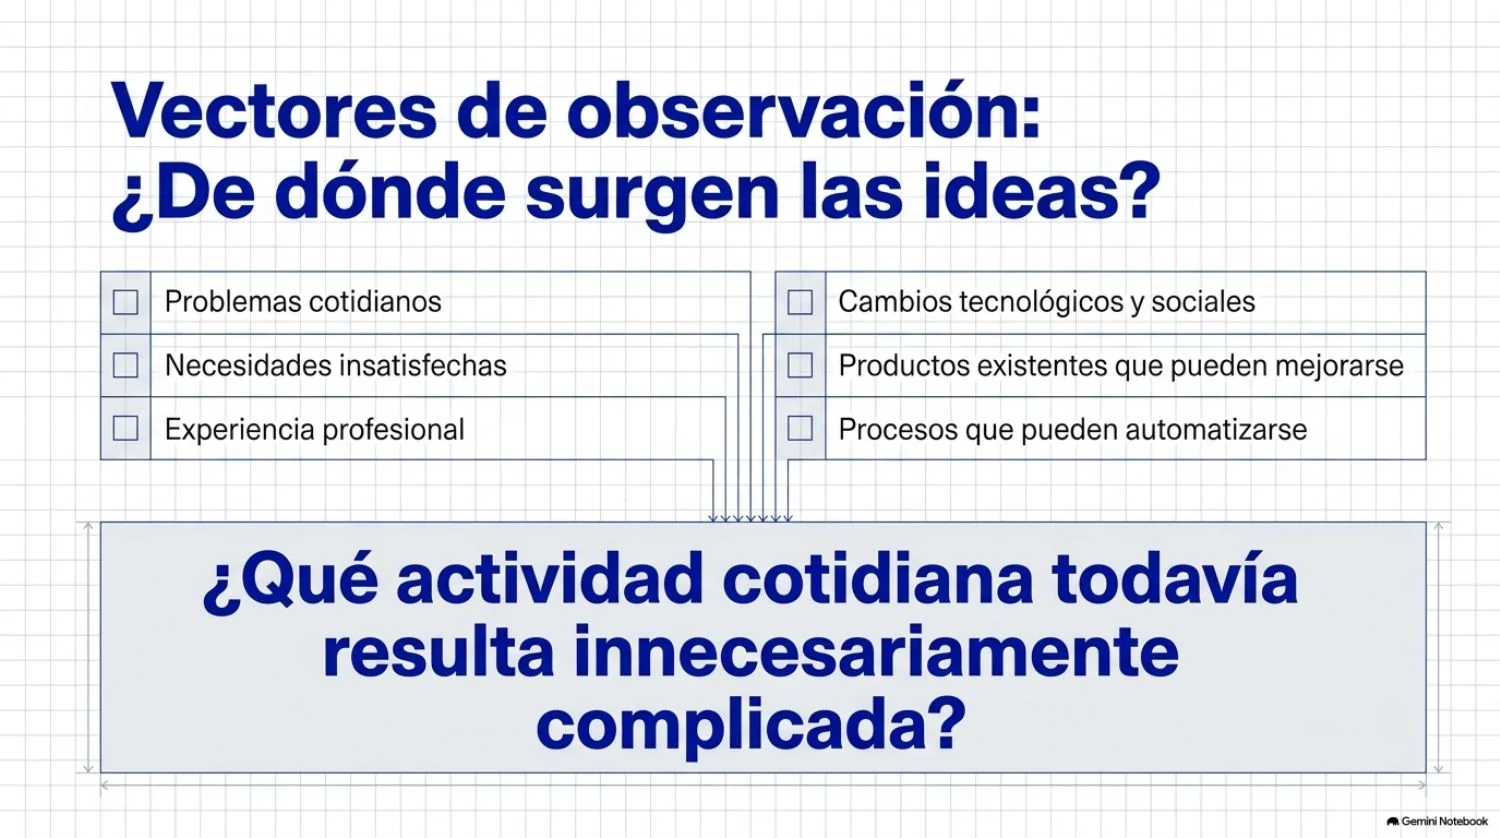 Vectores de observación:
¿De dónde surgen las ideas?
Problemas cotidianos
Necesidades insatisfechas
Experiencia profesional
Cambios tecnológicos y sociales
Productos existentes que pueden mejorarse
Procesos que pueden automatizarse
¿Qué actividad cotidiana todavía
resulta innecesariamente
complicada?
Gemini Notebook